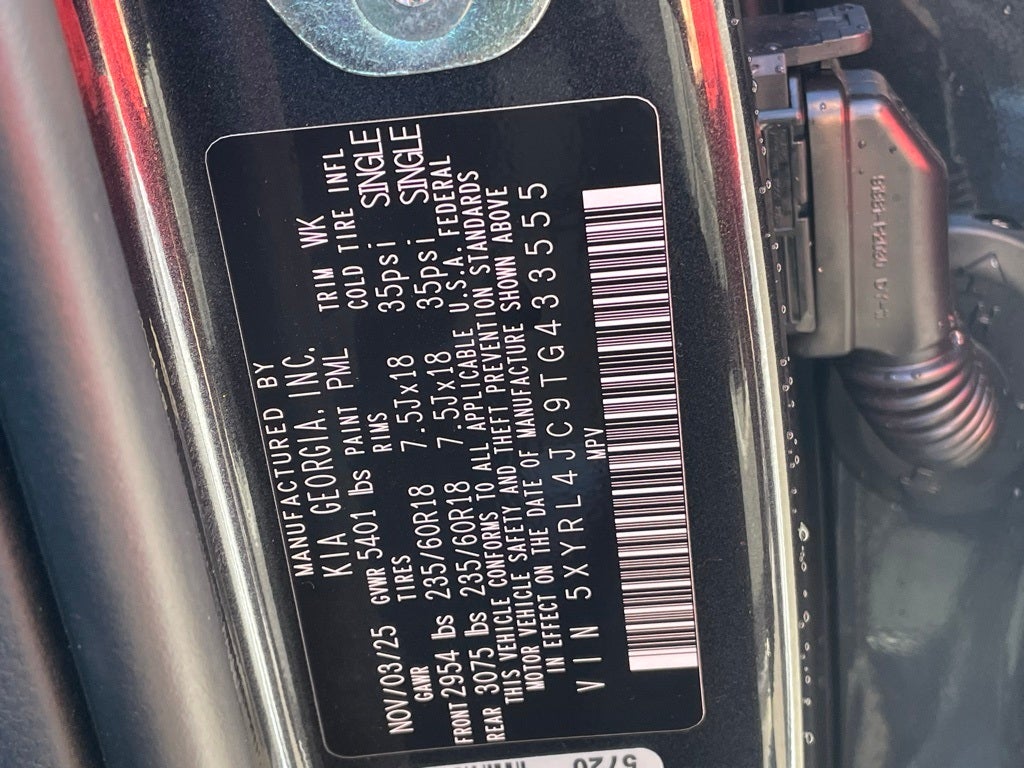 MANUFACTURED BY
KIA GEORGIA, INC.
NOV/03/25 GVWR 5401 lbs PAINT PML TRIM WK
GAWR TIRES RIMS COLD TIRE INFL
FRONT 2954 lbs 235/60R18 7.5Jx18 35psi SINGLE
REAR 3075 lbs 235/60R18 7.5Jx18 35psi SINGLE
THIS VEHICLE CONFORMS TO ALL APPLICABLE U.S.A. FEDERAL
MOTOR VEHICLE SAFETY AND THEFT PREVENTION STANDARDS
IN EFFECT ON THE DATE OF MANUFACTURE SHOWN ABOVE
VIN 5XYRL4JC9TG433555
MPV
5720